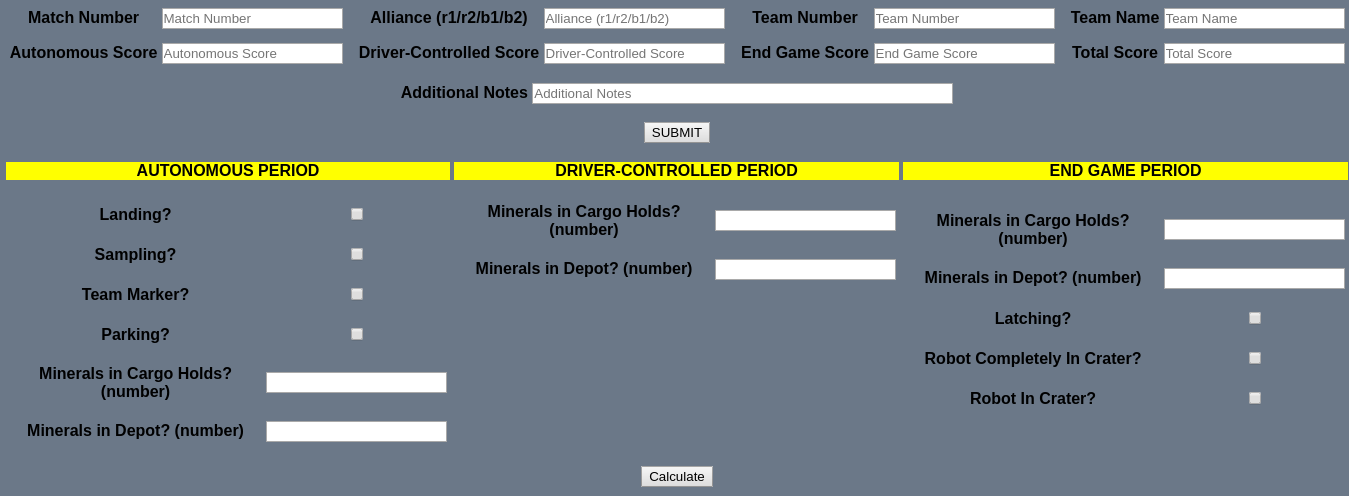 Match Number Match Number Alliance (r1/r2/b1/b2) Alliance (r1/r2/b1/b2) Team Number Team Number Team Name Team Name
Autonomous Score Autonomous Score Driver-Controlled Score Driver-Controlled Score End Game Score End Game Score Total Score Total Score
Additional Notes Additional Notes
SUBMIT
AUTONOMOUS PERIOD
Landing?
Sampling?
Team Marker?
Parking?
Minerals in Cargo Holds?
(number)
Minerals in Depot? (number)
DRIVER-CONTROLLED PERIOD
Minerals in Cargo Holds?
(number)
Minerals in Depot? (number)
END GAME PERIOD
Minerals in Cargo Holds?
(number)
Minerals in Depot? (number)
Latching?
Robot Completely In Crater?
Robot In Crater?
Calculate